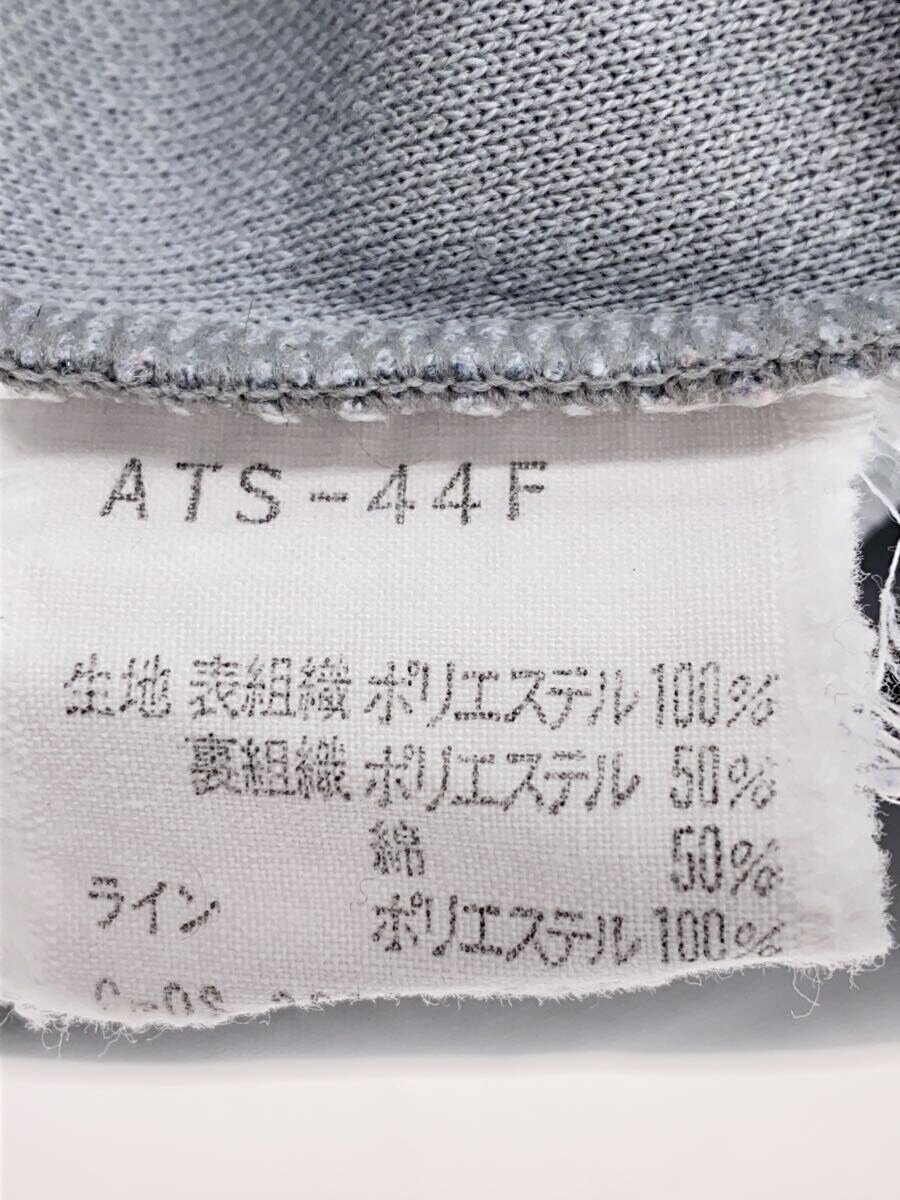 ATS-44F
生地 表組織 ポリエステル 100%
裏組織 ポリエステル 50%
綿 50%
ライン ポリエステル 100%